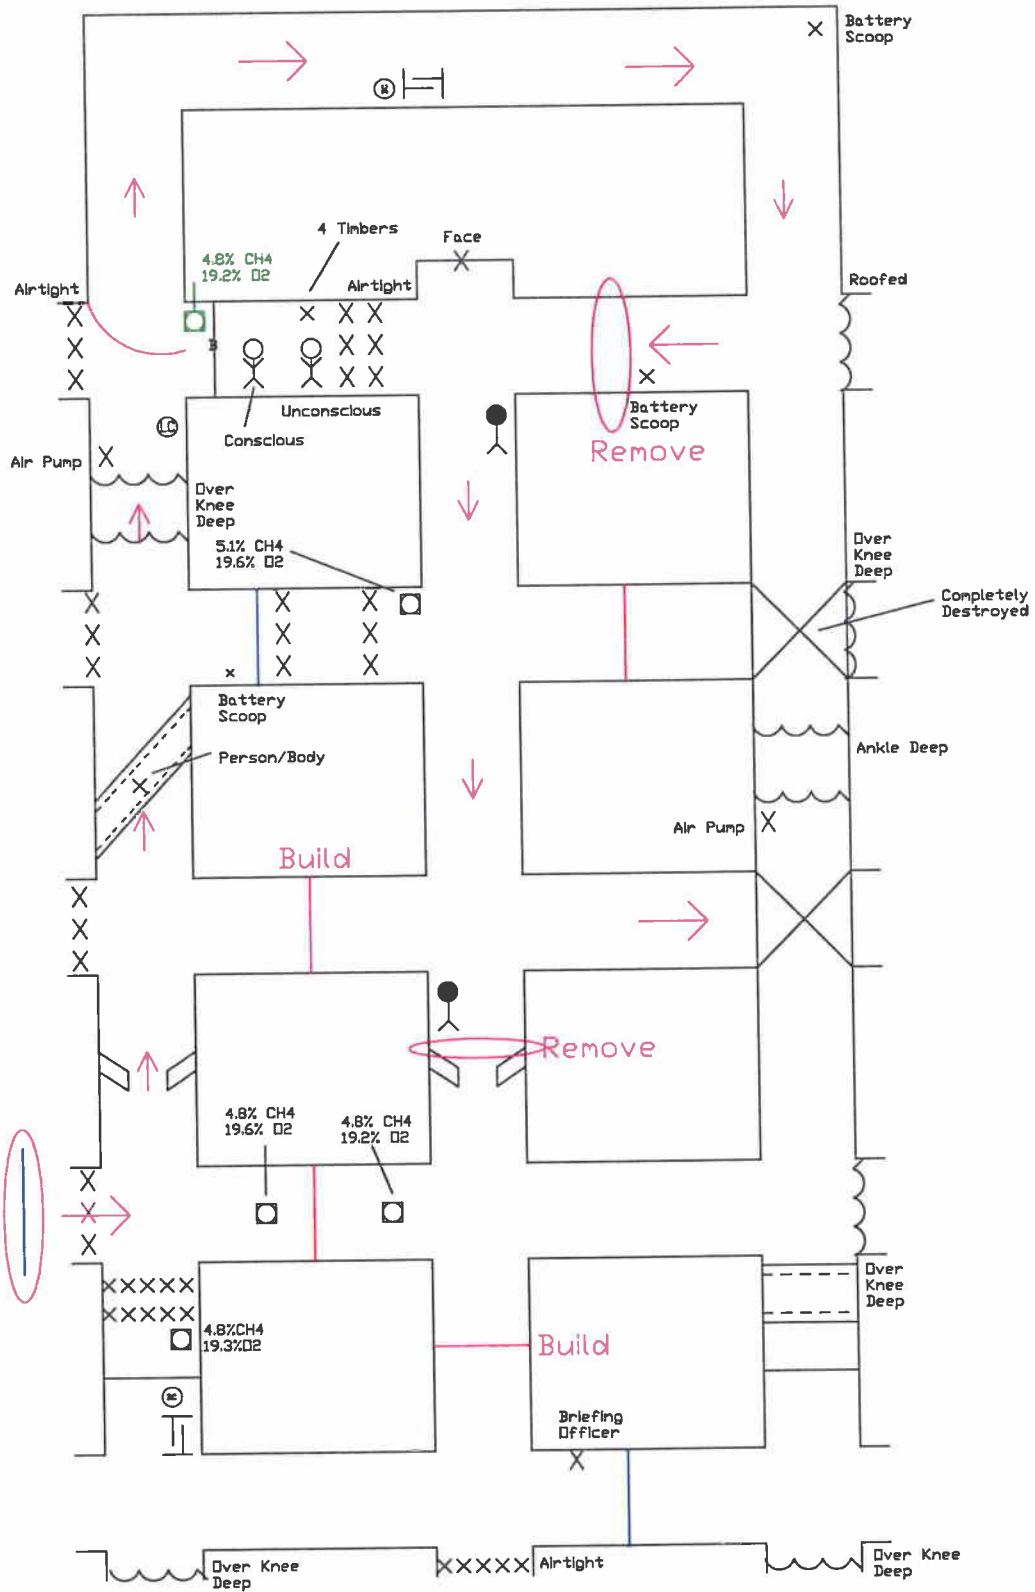 Battery
Scoop
4 Timbers
Face
4.8% CH4
19.2% O2
Airtight
Airtight
Roofed
B
Unconscious
Conscious
LC
Battery
Scoop
Remove
Air Pump
Over
Knee
Deep
5.1% CH4
19.6% O2
Over
Knee
Deep
Completely
Destroyed
Battery
Scoop
Person/Body
Ankle Deep
Air Pump
Build
Remove
4.8% CH4
19.6% O2
4.8% CH4
19.2% O2
Over
Knee
Deep
4.8%CH4
19.3%O2
Build
Briefing
Officer
Over Knee
Deep
Airtight
Over Knee
Deep